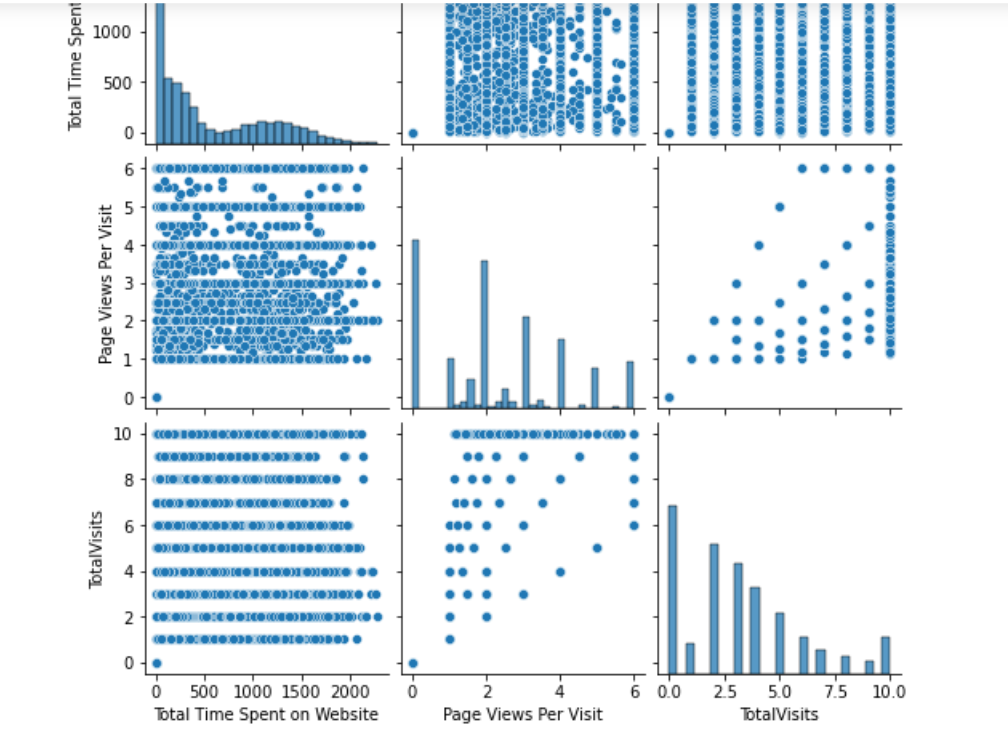 Total Time Spent
1000
500
0
Page Views Per Visit
6
5
4
3
2
1
0
TotalVisits
10
8
6
4
2
0
0 500 1000 1500 2000
0 2 4 6
0.0 2.5 5.0 7.5 10.0
Total Time Spent on Website
Page Views Per Visit
TotalVisits